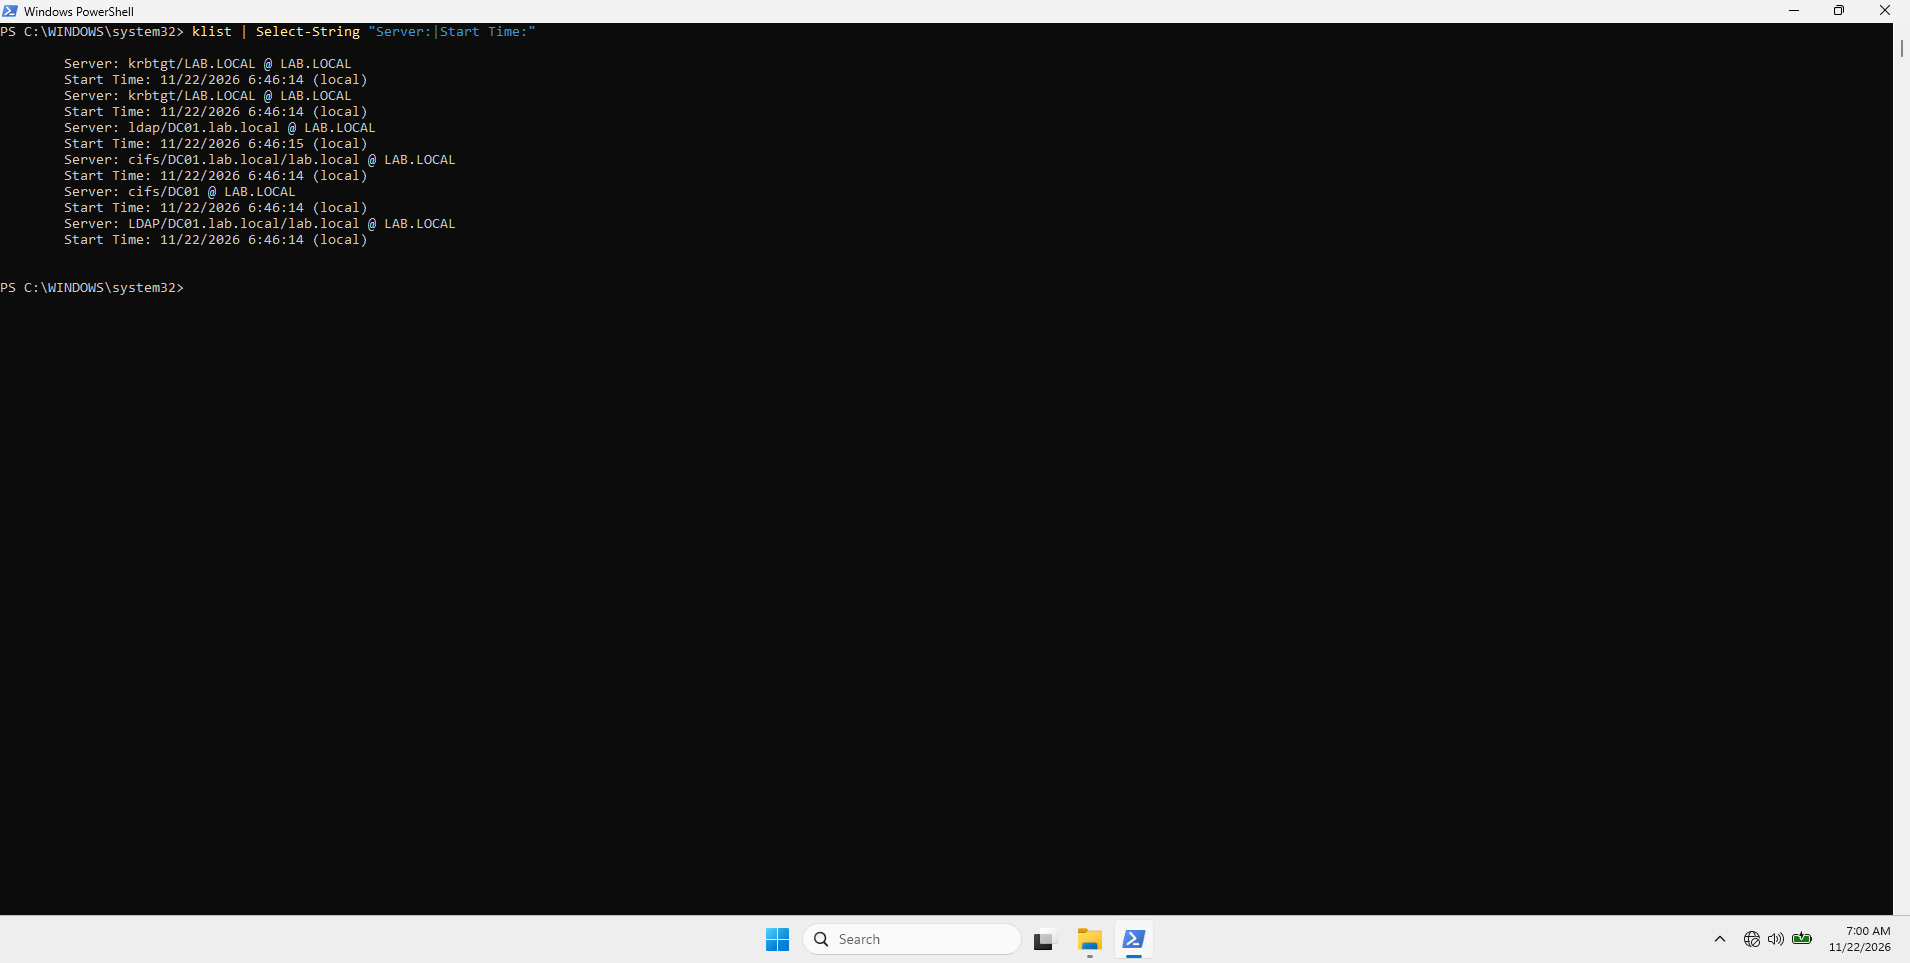 Windows PowerShell
PS C:\WINDOWS\system32> klist | Select-String "Server:|Start Time:"
Server: krbtgt/LAB.LOCAL @ LAB.LOCAL
Start Time: 11/22/2026 6:46:14 (local)
Server: krbtgt/LAB.LOCAL @ LAB.LOCAL
Start Time: 11/22/2026 6:46:14 (local)
Server: ldap/DC01.lab.local @ LAB.LOCAL
Start Time: 11/22/2026 6:46:15 (local)
Server: cifs/DC01.lab.local/lab.local @ LAB.LOCAL
Start Time: 11/22/2026 6:46:14 (local)
Server: cifs/DC01 @ LAB.LOCAL
Start Time: 11/22/2026 6:46:14 (local)
Server: LDAP/DC01.lab.local/lab.local @ LAB.LOCAL
Start Time: 11/22/2026 6:46:14 (local)
PS C:\WINDOWS\system32>
Search
7:00 AM
11/22/2026